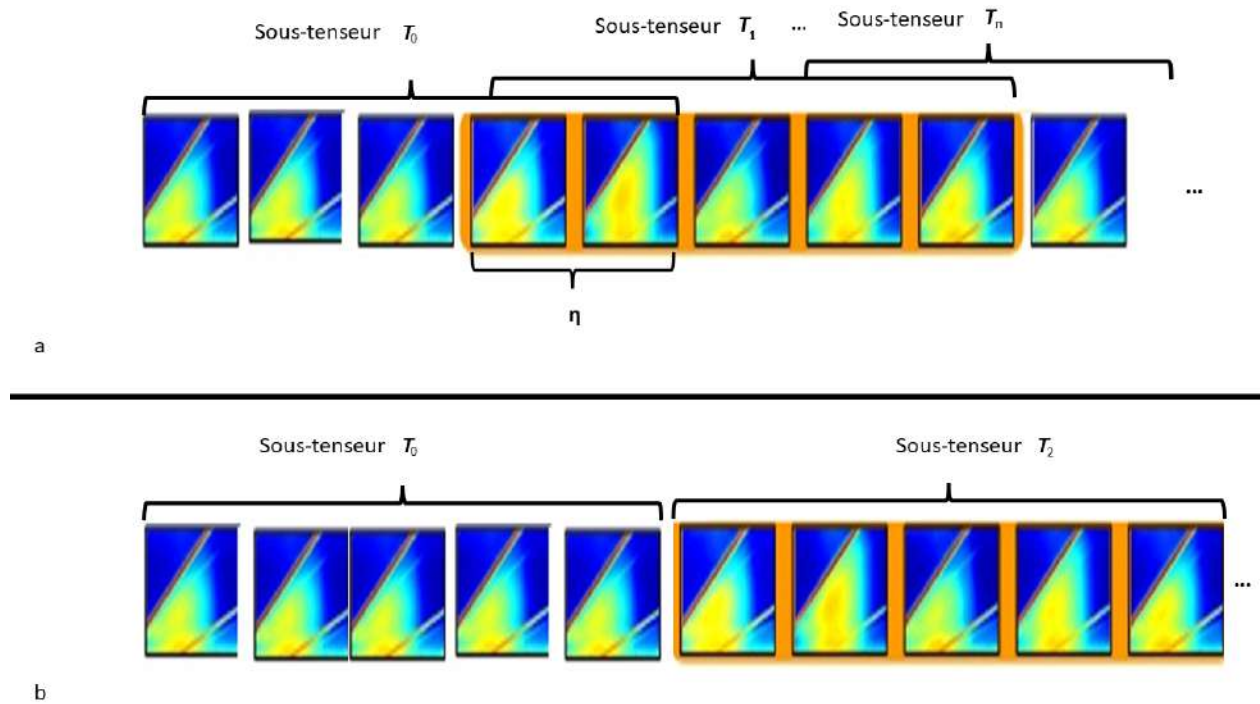 Sous-tenseur T₀
Sous-tenseur T₁ ... Sous-tenseur Tₙ
...
η
a
Sous-tenseur T₀
Sous-tenseur T₂
...
b